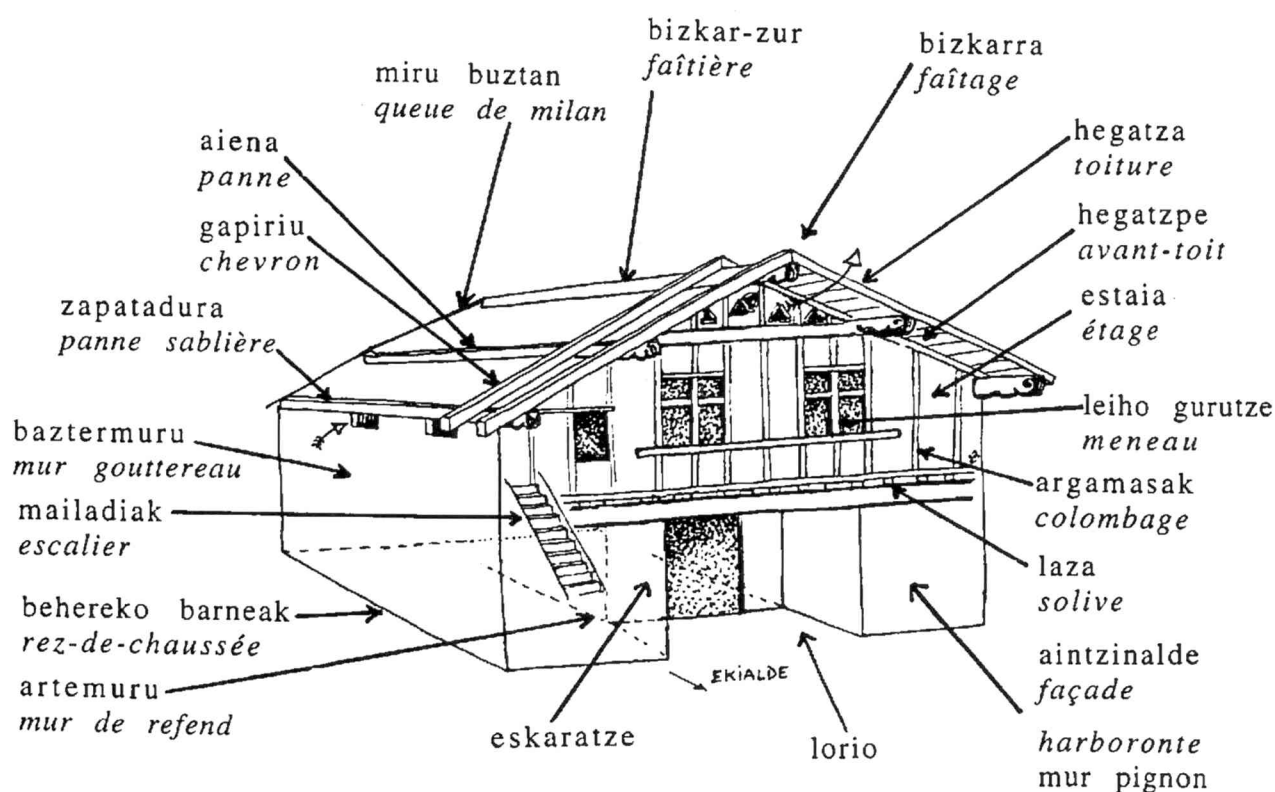 bizkar-zur
faîtière
bizkarra
faîtage
miru buztan
queue de milan
hegatza
toiture
aiena
panne
hegatzpe
avant-toit
gapiriu
chevron
estaia
étage
zapatadura
panne sablière
leiho gurutze
meneau
baztermuru
mur gouttereau
argamasak
colombage
mailadiak
escalier
laza
solive
behereko barneak
rez-de-chaussée
aintzinalde
façade
artemuru
mur de refend
EKIALDE
eskaratze
lorio
harboronte
mur pignon